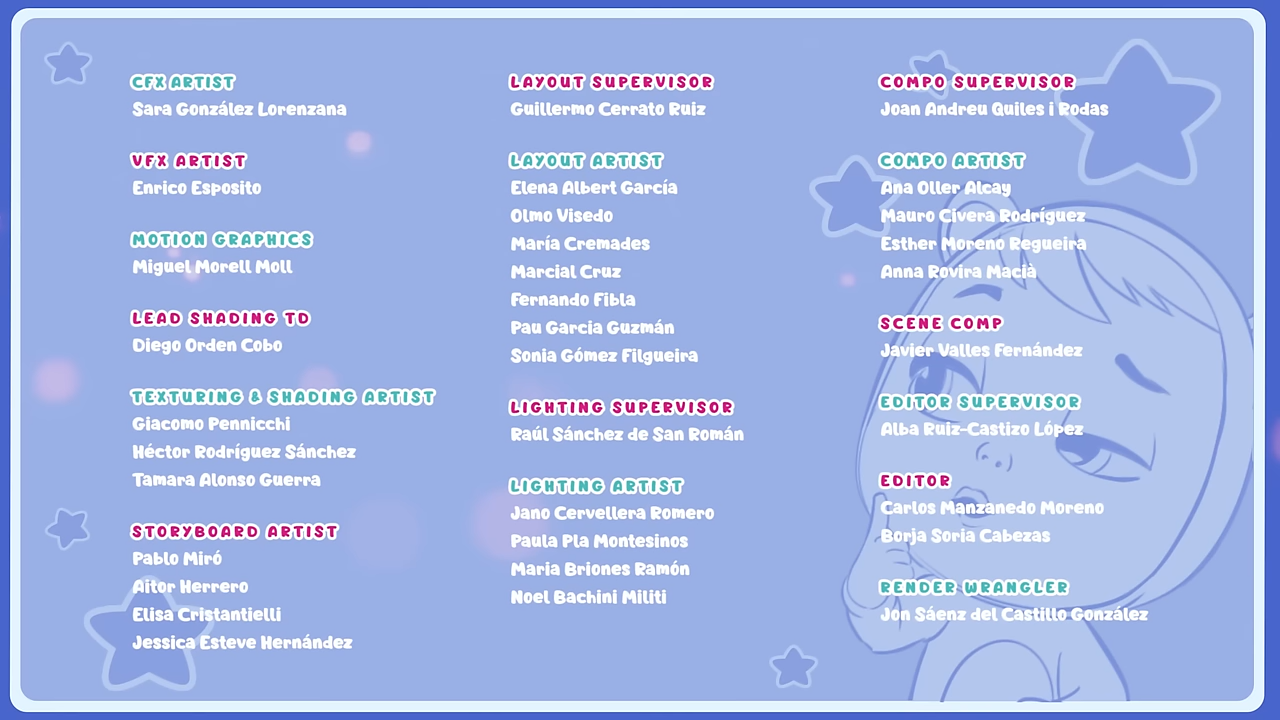 CFX ARTIST
Sara González Lorenzana
VFX ARTIST
Enrico Esposito
MOTION GRAPHICS
Miguel Morell Moll
LEAD SHADING TD
Diego Orden Cobo
TEXTURING & SHADING ARTIST
Giacomo Pennicchi
Héctor Rodríguez Sánchez
Tamara Alonso Guerra
STORYBOARD ARTIST
Pablo Miró
Aitor Herrero
Elisa Cristantielli
Jessica Esteve Hernández
LAYOUT SUPERVISOR
Guillermo Cerrato Ruiz
LAYOUT ARTIST
Elena Albert García
Olmo Visedo
María Cremades
Marcial Cruz
Fernando Fibla
Pau Garcia Guzmán
Sonia Gómez Filgueira
LIGHTING SUPERVISOR
Raúl Sánchez de San Román
LIGHTING ARTIST
Jano Cervellera Romero
Paula Pla Montesinos
Maria Briones Ramón
Noel Bachini Militi
COMPO SUPERVISOR
Joan Andreu Quiles i Rodas
COMPO ARTIST
Ana Oller Alcay
Mauro Civera Rodríguez
Esther Moreno Regueira
Anna Rovira Macià
SCENE COMP
Javier Valles Fernández
EDITOR SUPERVISOR
Alba Ruiz-Castizo López
EDITOR
Carlos Manzanedo Moreno
Borja Soria Cabezas
RENDER WRANGLER
Jon Sáenz del Castillo González